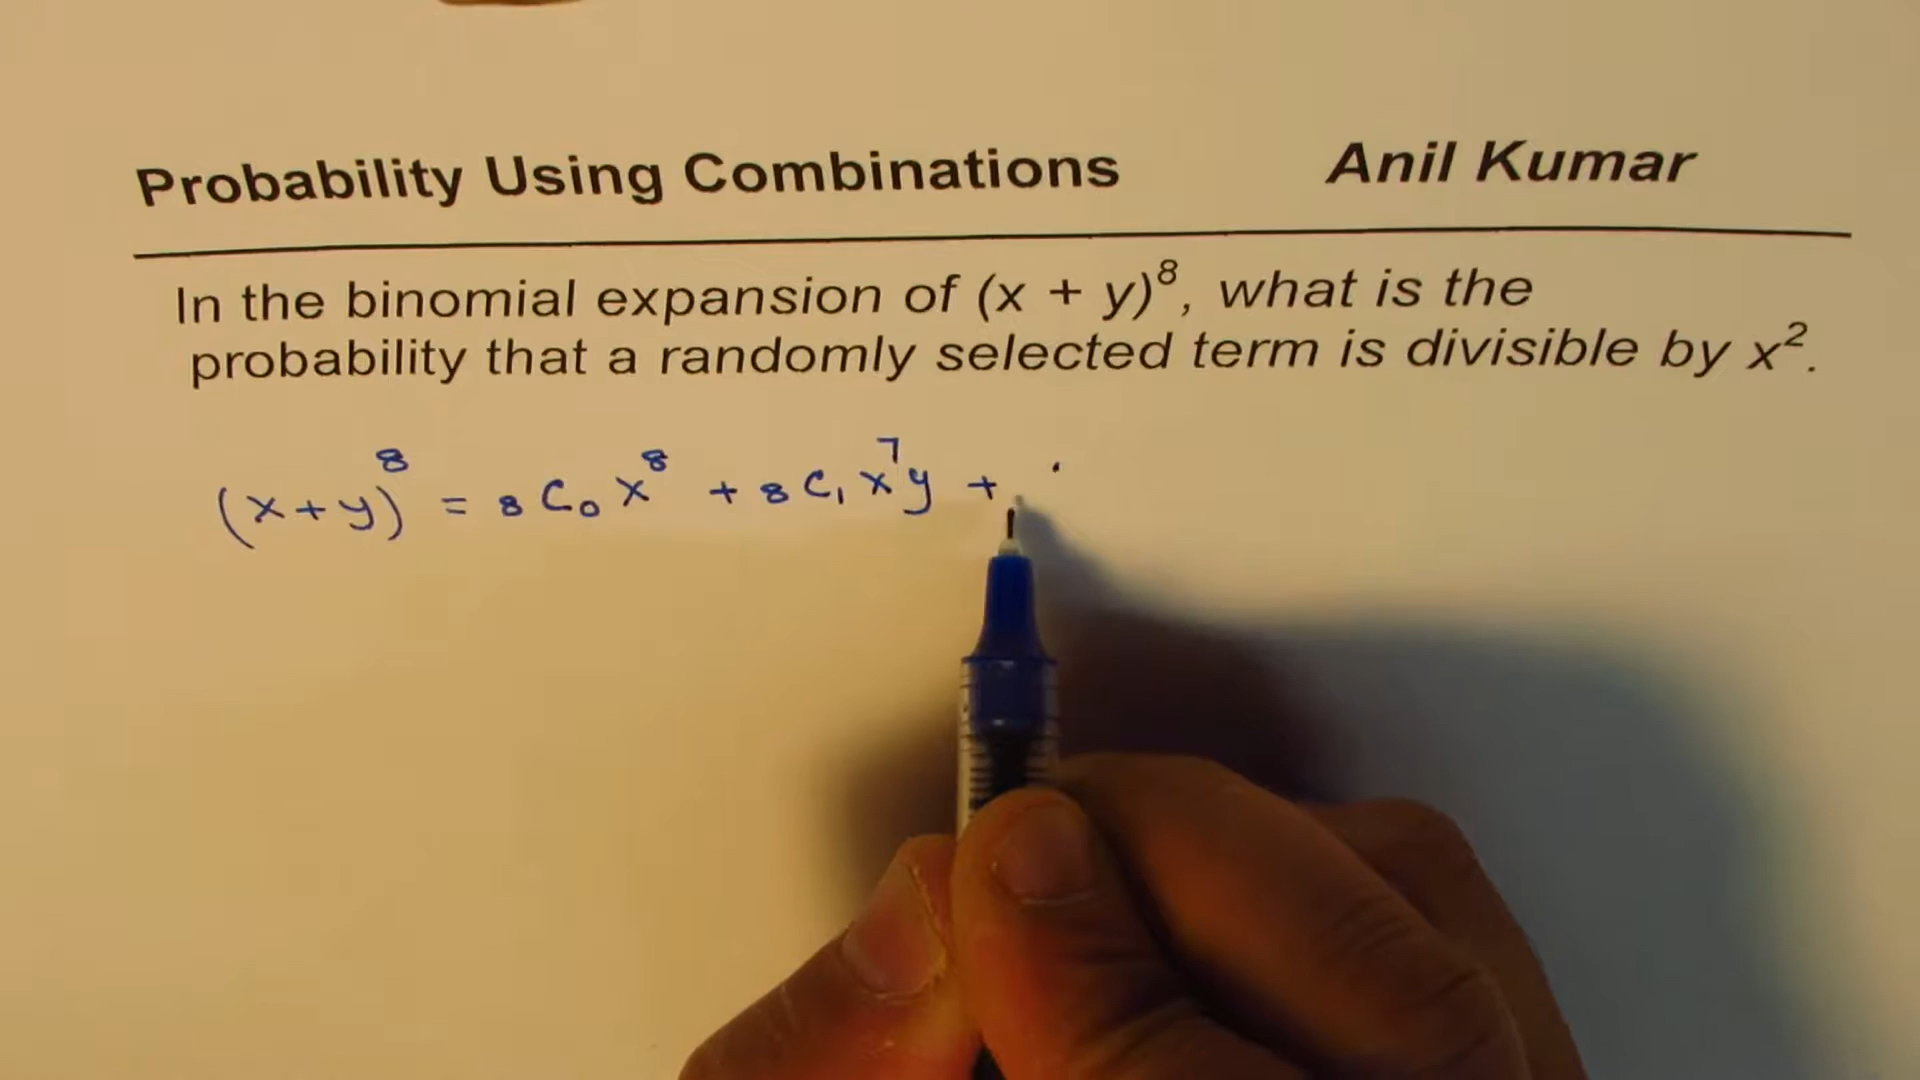 Probability Using Combinations Anil Kumar
In the binomial expansion of (x + y)⁸, what is the
probability that a randomly selected term is divisible by x².
(x+y)⁸ = ₈C₀ x⁸ + ₈C₁ x⁷y +